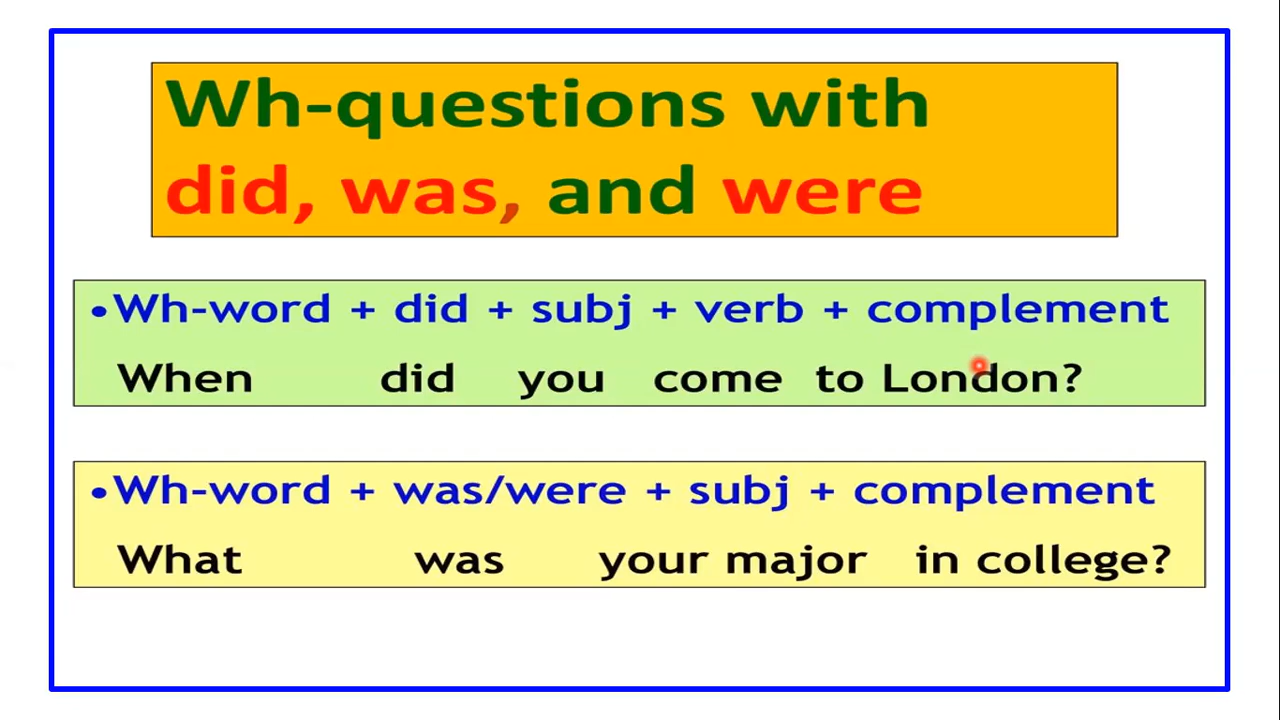 Wh-questions with
did, was, and were
•Wh-word + did + subj + verb + complement
When did you come to London?
•Wh-word + was/were + subj + complement
What was your major in college?